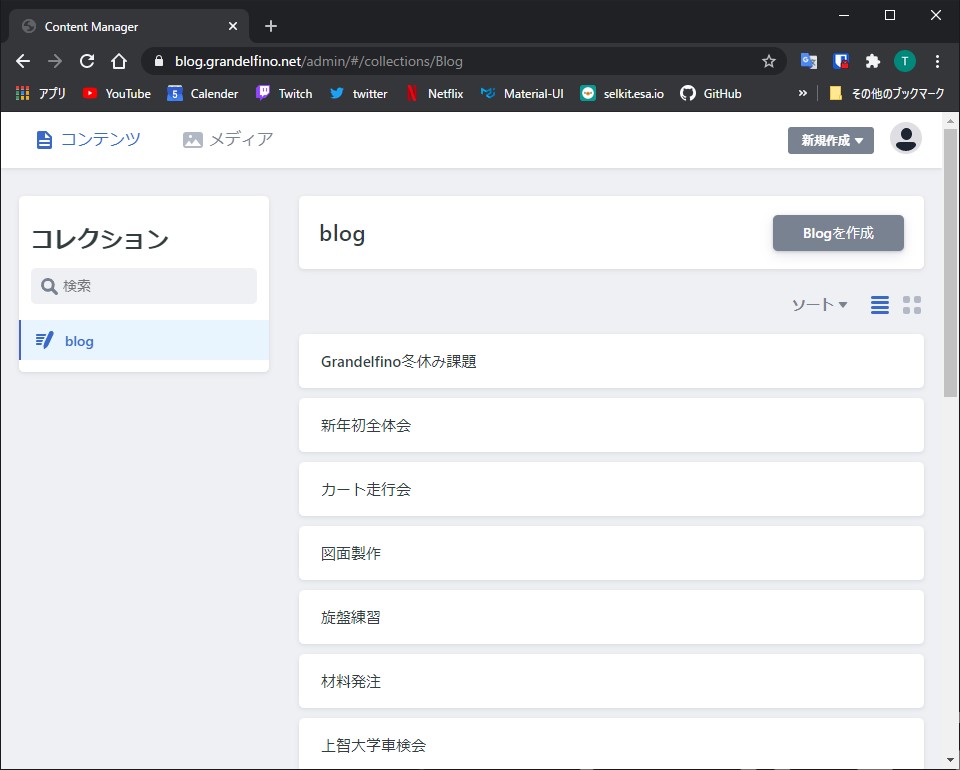 Content Manager
blog.grandelfino.net/admin/#/collections/Blog
T
アプリ YouTube 5 Calender Twitch twitter Netflix Material-UI selkit.esa.io GitHub » その他のブックマーク
コンテンツ メディア 新規作成
コレクション
検索
blog
blog Blogを作成
ソート
Grandelfino冬休み課題
新年初全体会
カート走行会
図面製作
旋盤練習
材料発注
上智大学車検会